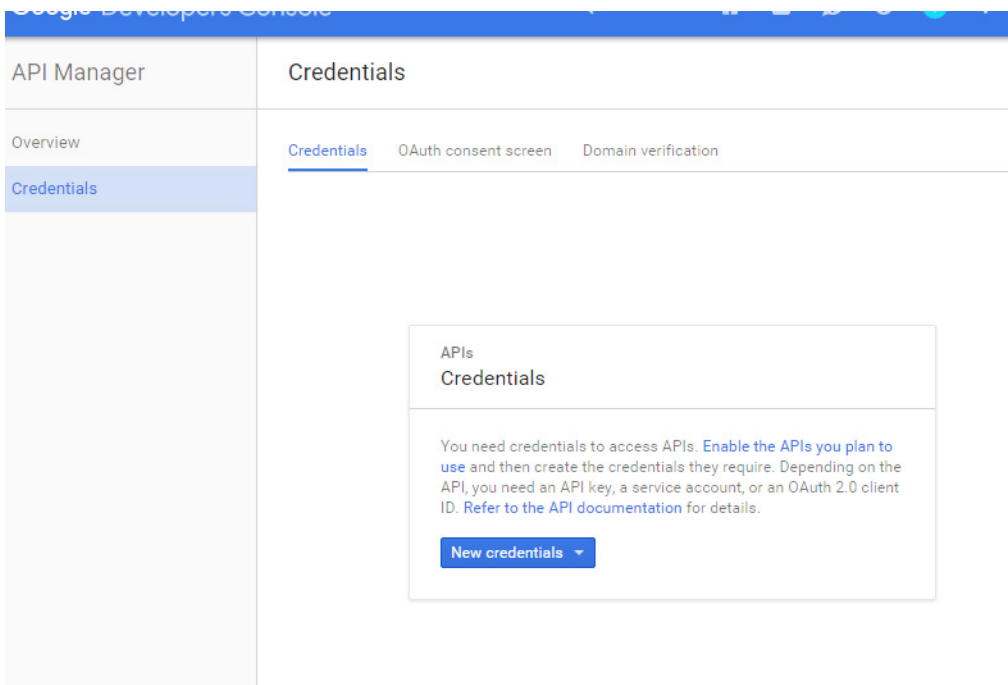 Google Developers Console
API Manager
Credentials
Overview
Credentials
Credentials OAuth consent screen Domain verification
APIs
Credentials
You need credentials to access APIs. Enable the APIs you plan to
use and then create the credentials they require. Depending on the
API, you need an API key, a service account, or an OAuth 2.0 client
ID. Refer to the API documentation for details.
New credentials